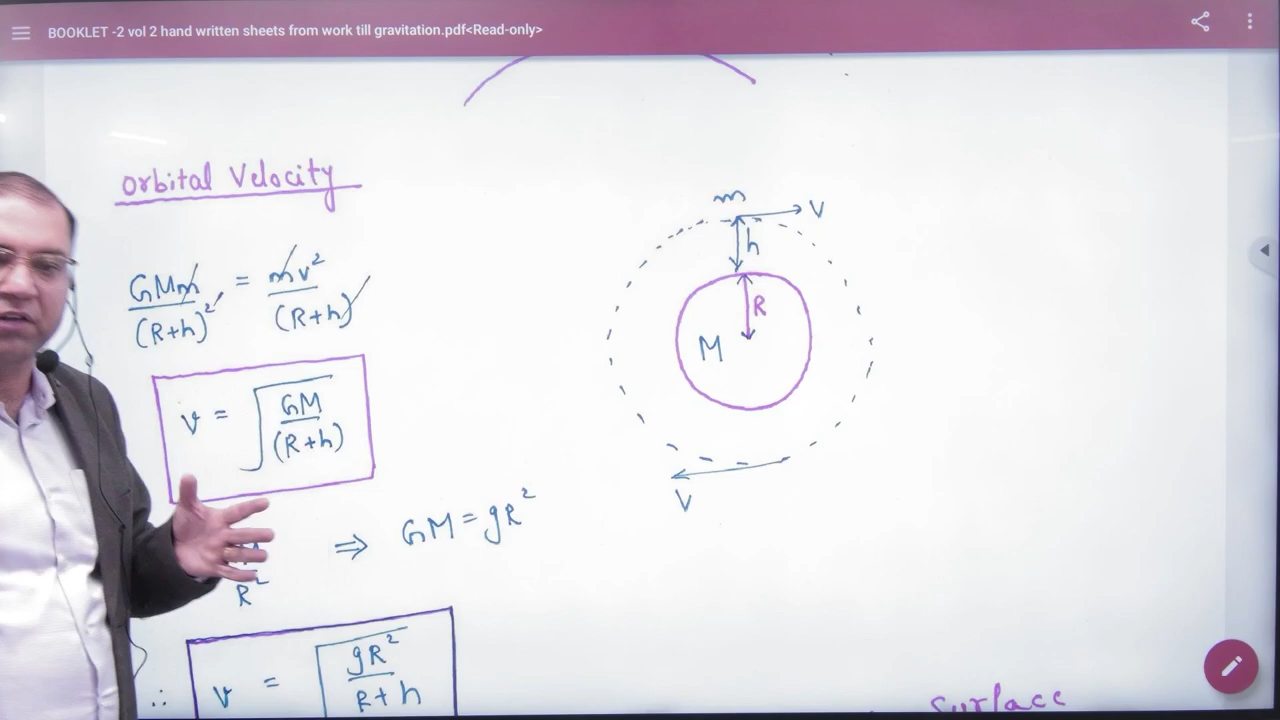 BOOKLET -2 vol 2 hand written sheets from work till gravitation.pdf<Read-only>
Orbital Velocity
GMm/(R+h)² = mv²/(R+h)
v = √(GM/(R+h))
R² ⇒ GM = gR²
∴ v = √(gR²/(R+h))
m V
h
R
M
V
Surface